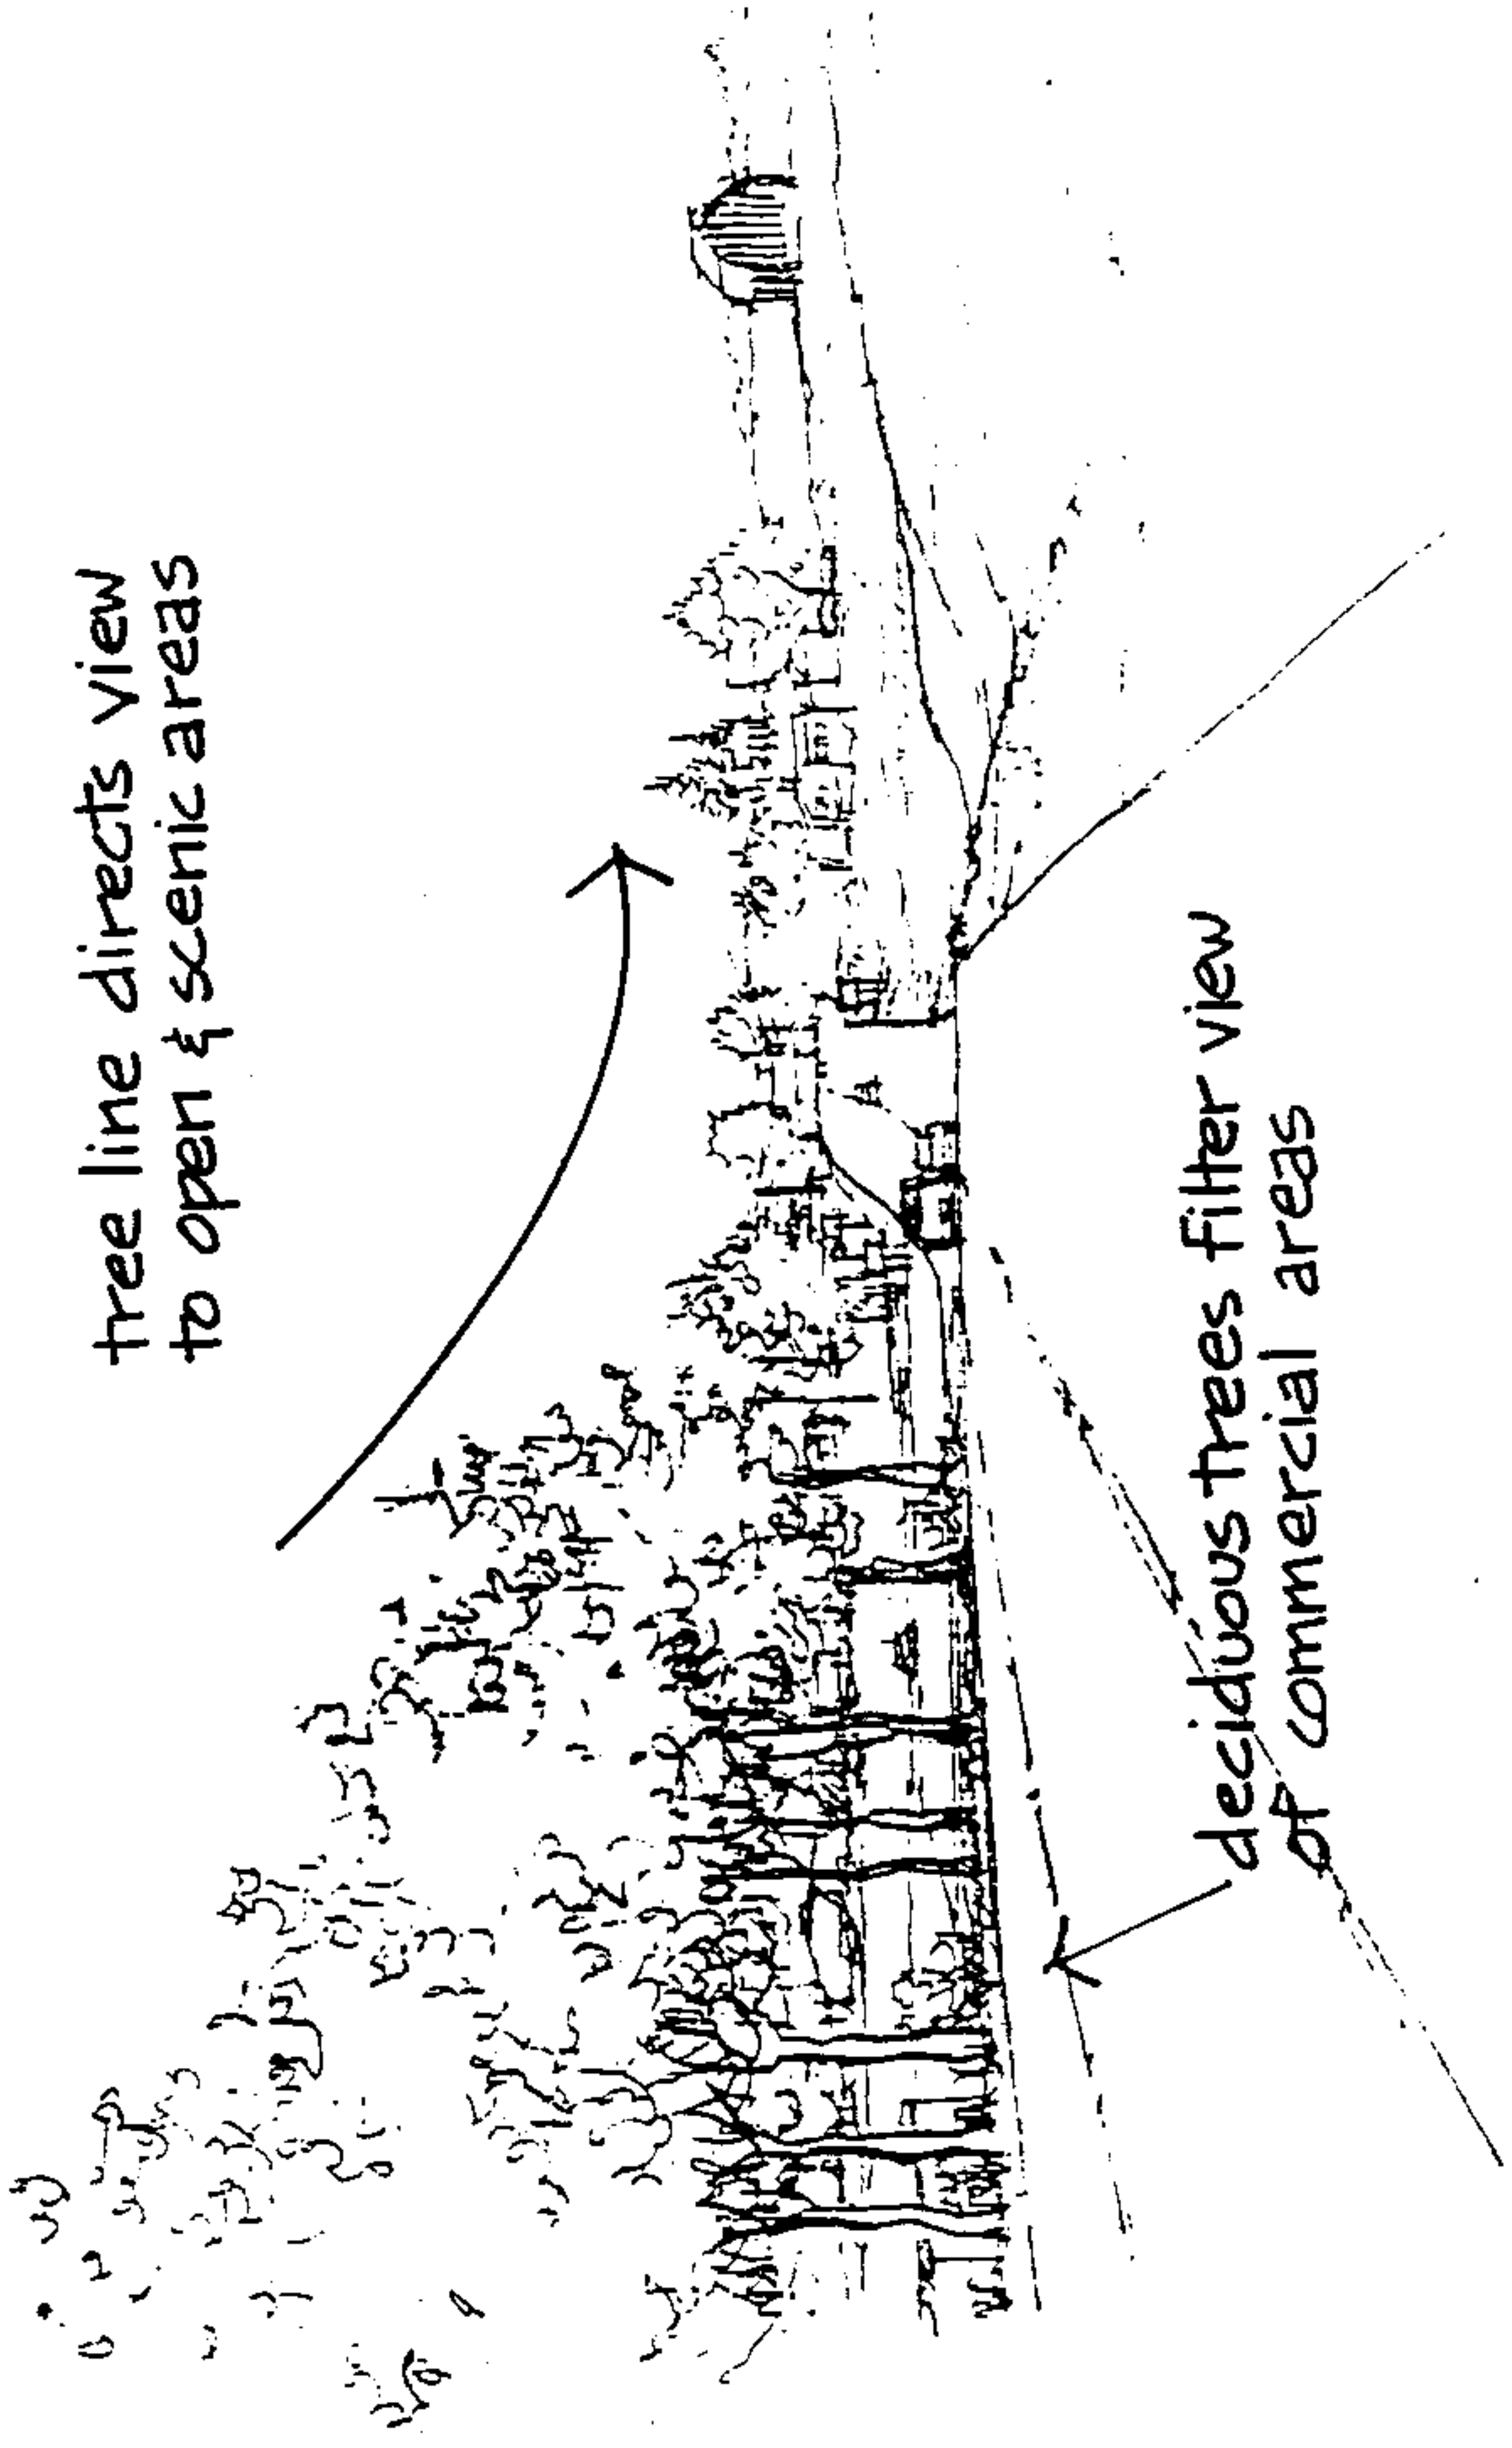 tree line directs view
to open & scenic areas
deciduous trees filter view
of commercial areas